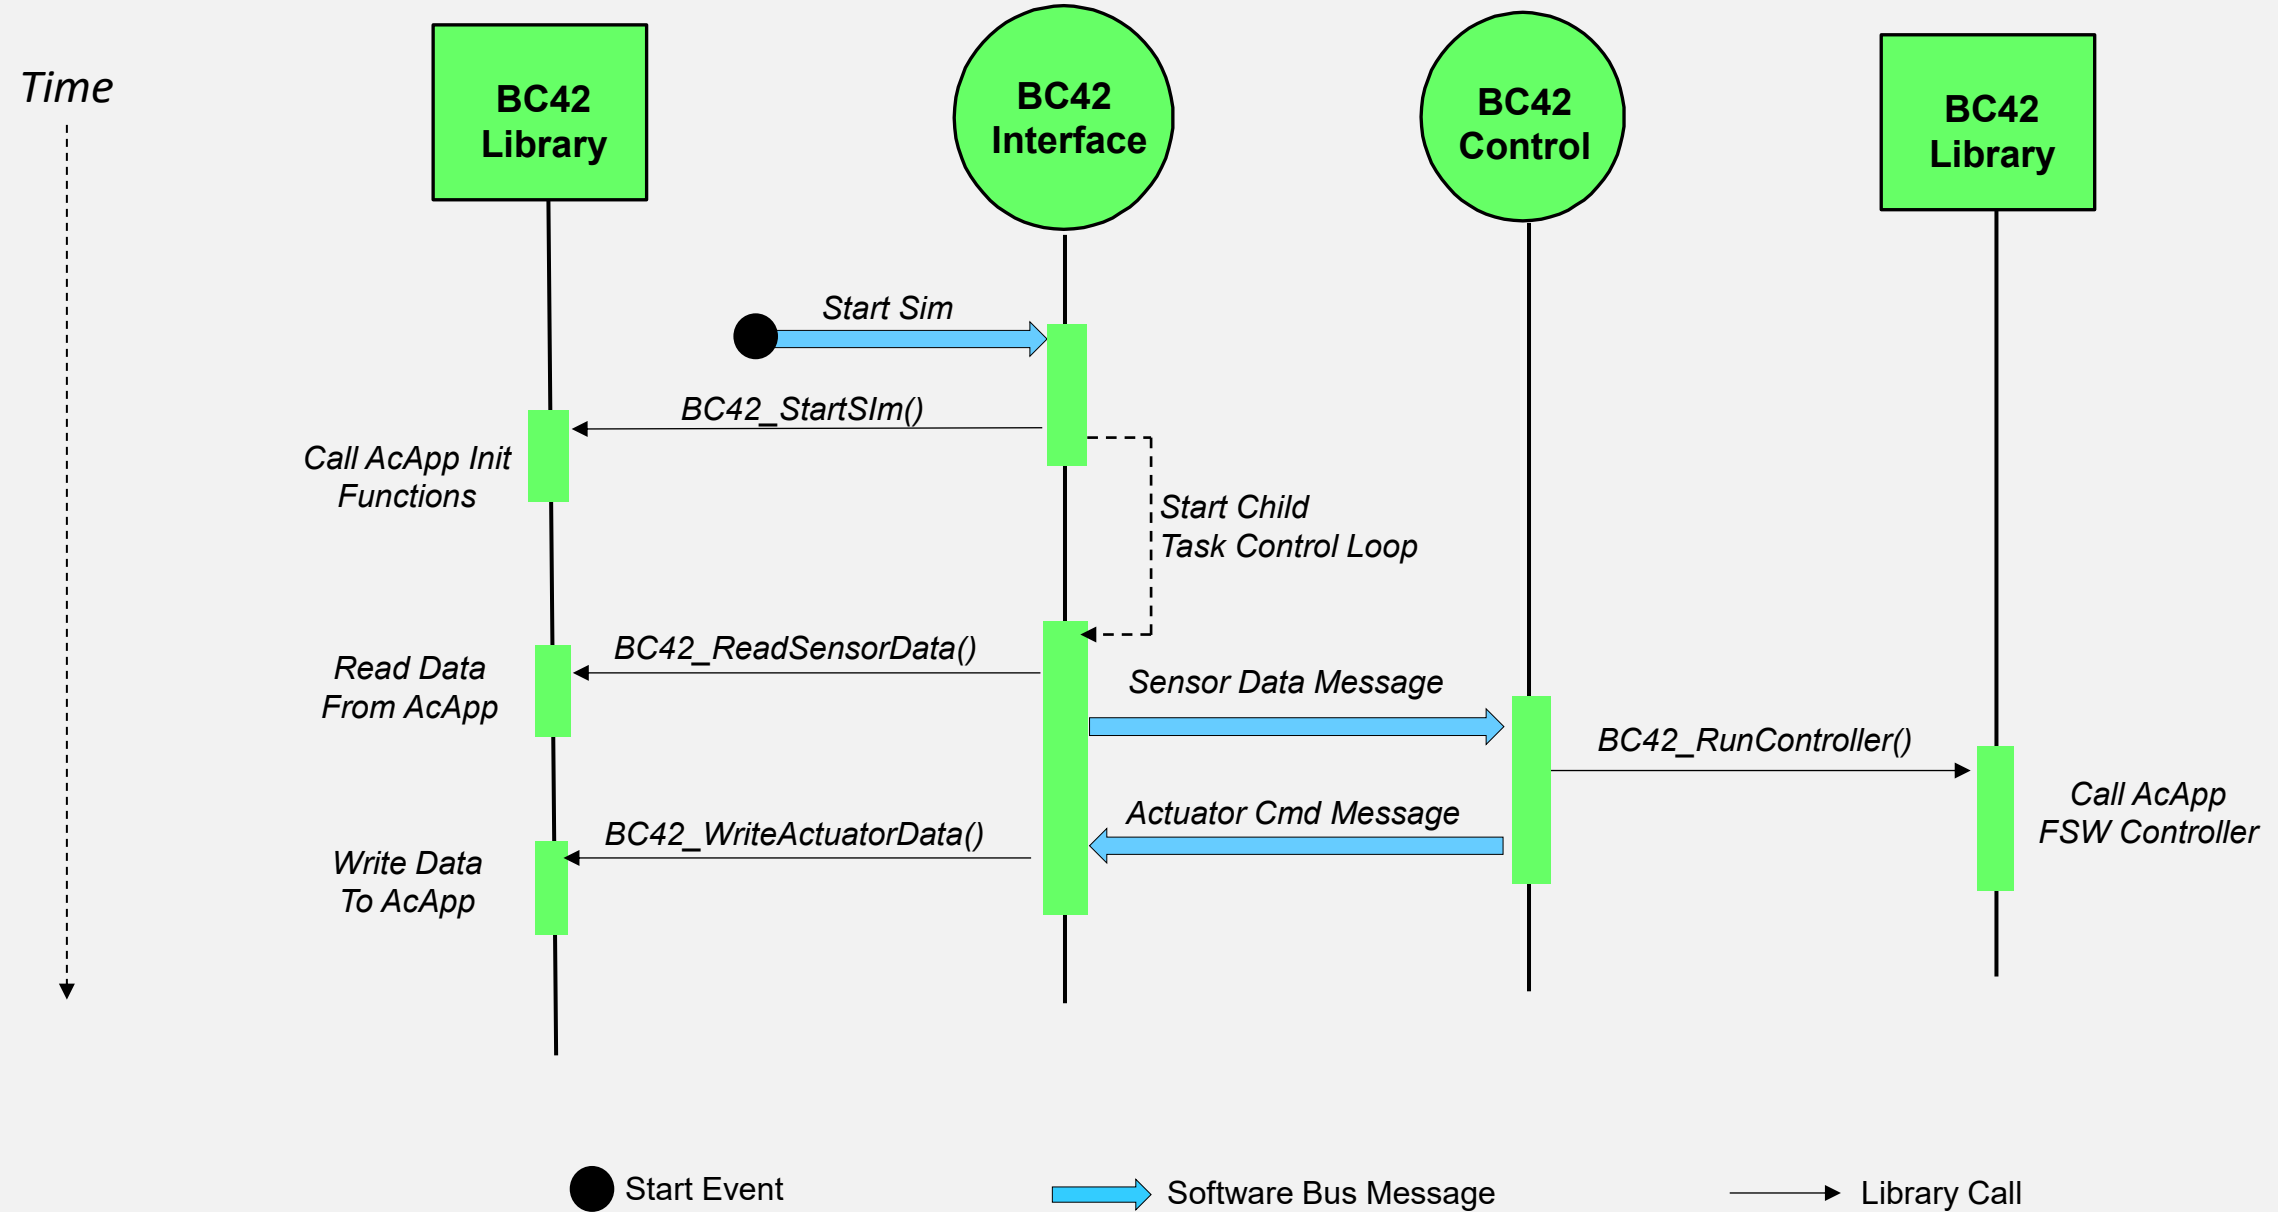 Time
BC42
Library
BC42
Interface
BC42
Control
BC42
Library
Start Sim
BC42_StartSIm()
Call AcApp Init
Functions
Start Child
Task Control Loop
BC42_ReadSensorData()
Read Data
From AcApp
Sensor Data Message
BC42_RunController()
Call AcApp
FSW Controller
Actuator Cmd Message
BC42_WriteActuatorData()
Write Data
To AcApp
Start Event
Software Bus Message
Library Call